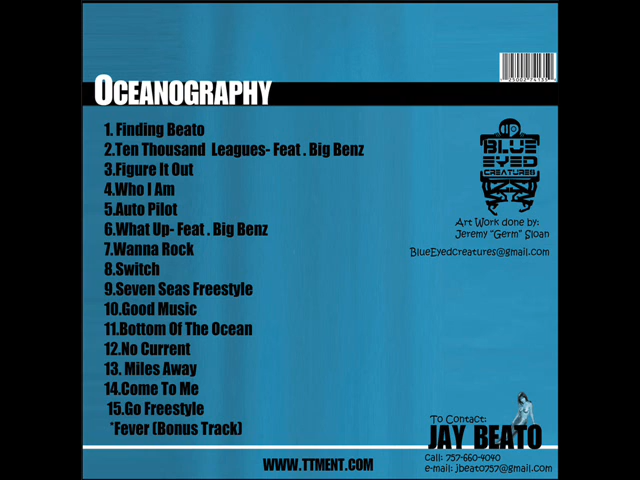 OCEANOGRAPHY
1. Finding Beato
2.Ten Thousand Leagues- Feat . Big Benz
3.Figure It Out
4.Who I Am
5.Auto Pilot
6.What Up- Feat . Big Benz
7.Wanna Rock
8.Switch
9.Seven Seas Freestyle
10.Good Music
11.Bottom Of The Ocean
12.No Current
13. Miles Away
14.Come To Me
15.Go Freestyle
*Fever (Bonus Track)
BLUE
EYED
CREATURES
Art Work done by:
Jeremy "Germ" Sloan
BlueEyedcreatures@gmail.com
To Contact:
JAY BEATO
call: 757-660-4040
e-mail: jbeato757@gmail.com
WWW.TTMENT.COM